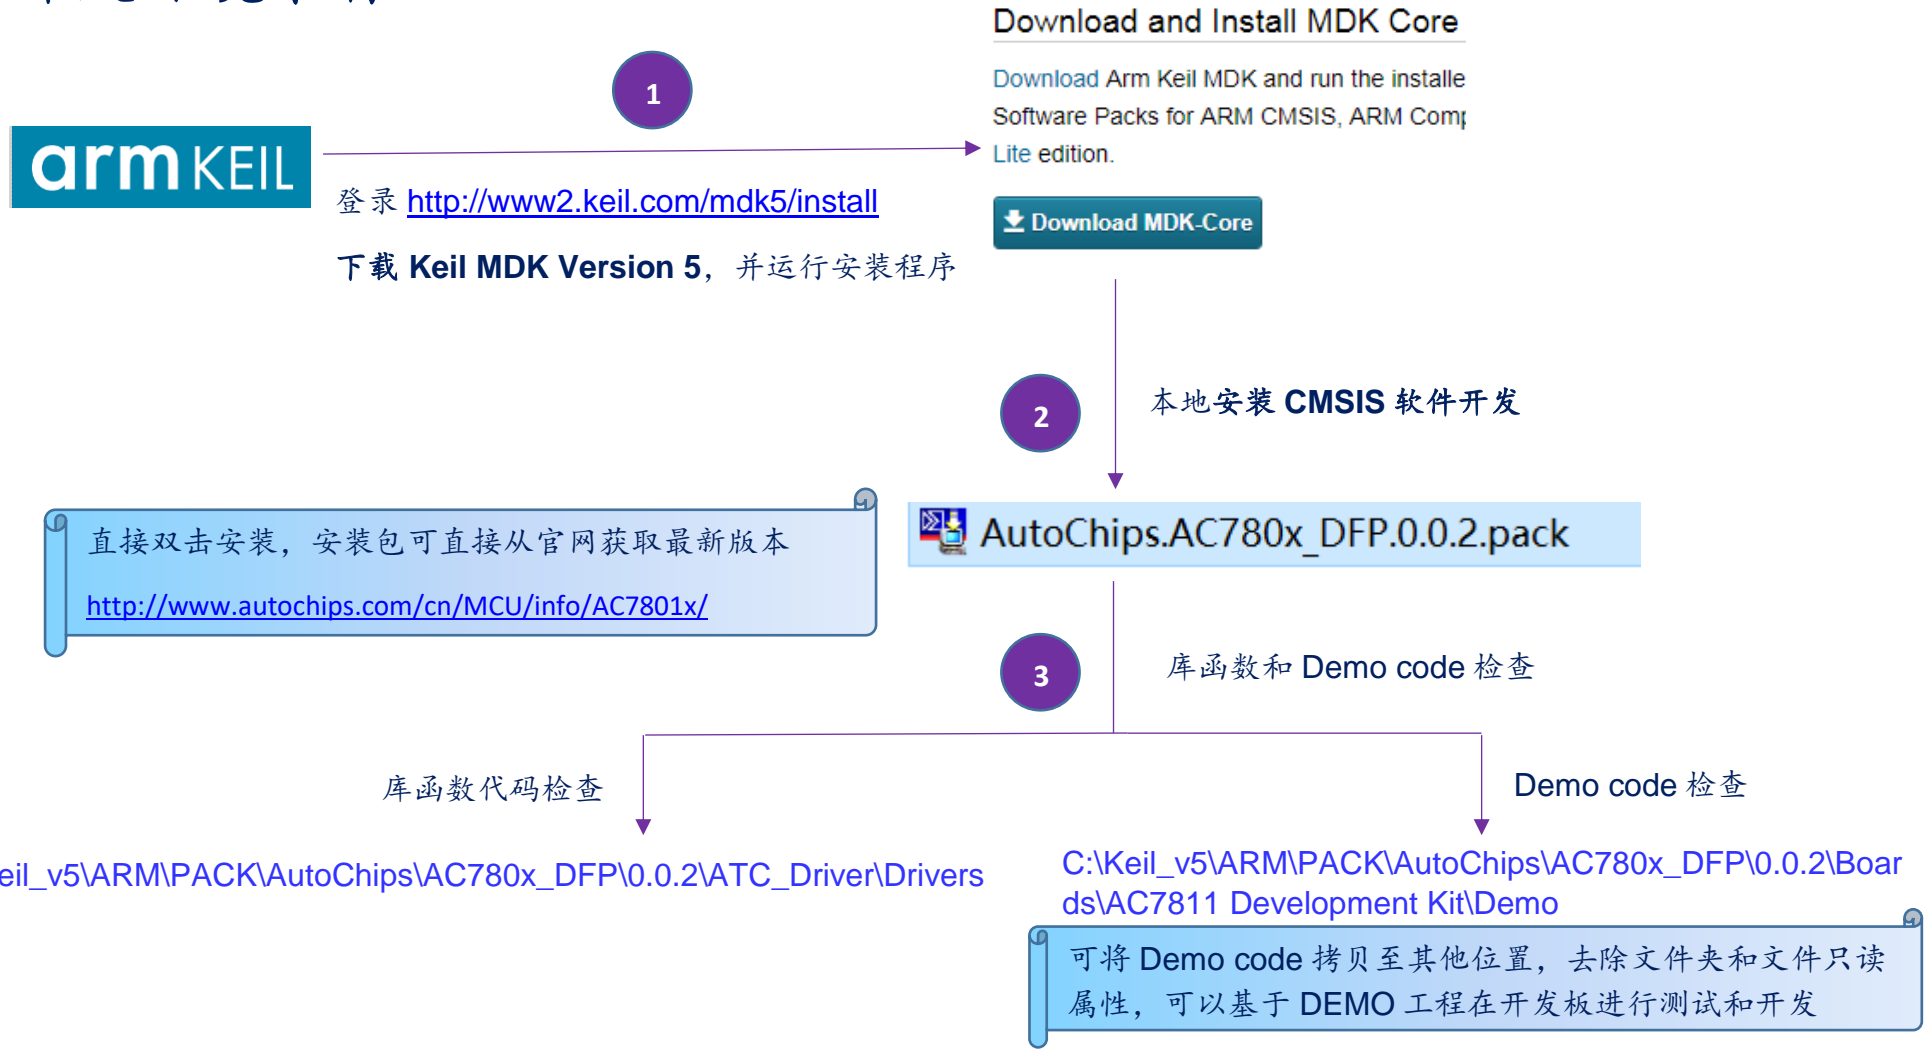 Download and Install MDK Core
1
Download Arm Keil MDK and run the installe
Software Packs for ARM CMSIS, ARM Comp
Lite edition.
arm KEIL
登录 http://www2.keil.com/mdk5/install
Download MDK-Core
下载 Keil MDK Version 5，并运行安装程序
2
本地安装 CMSIS 软件开发
直接双击安装，安装包可直接从官网获取最新版本
http://www.autochips.com/cn/MCU/info/AC7801x/
AutoChips.AC780x_DFP.0.0.2.pack
3
库函数和 Demo code 检查
库函数代码检查
Demo code 检查
eil_v5\ARM\PACK\AutoChips\AC780x_DFP\0.0.2\ATC_Driver\Drivers
C:\Keil_v5\ARM\PACK\AutoChips\AC780x_DFP\0.0.2\Boar
ds\AC7811 Development Kit\Demo
可将 Demo code 拷贝至其他位置，去除文件夹和文件只读
属性，可以基于 DEMO 工程在开发板进行测试和开发